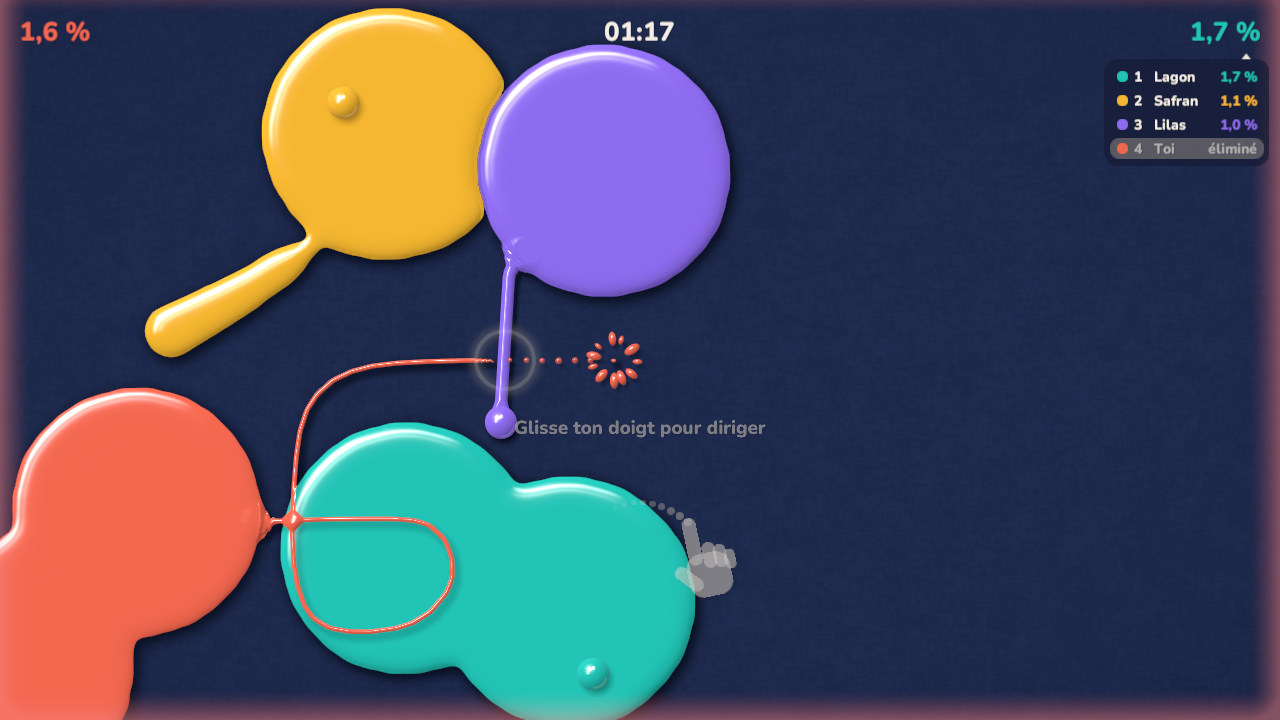 1,6 %
01:17
1,7 %
1 Lagon 1,7 %
2 Safran 1,1 %
3 Lilas 1,0 %
4 Toi éliminé
Glisse ton doigt pour diriger